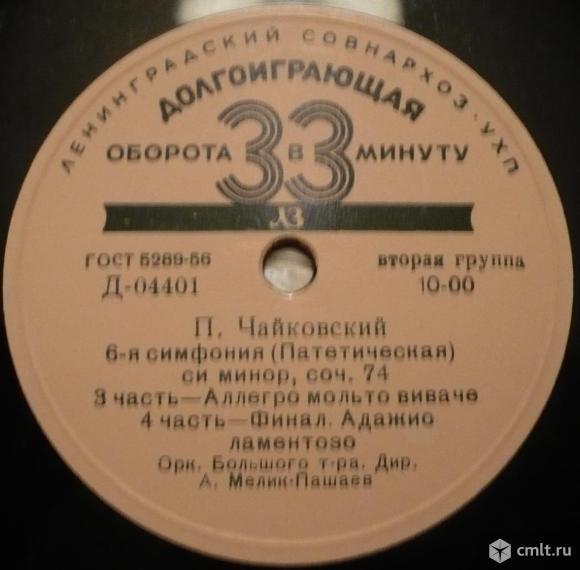 ЛЕНИНГРАДСКИЙ СОВНАРХОЗ·УХП
ДОЛГОИГРАЮЩАЯ
ОБОРОТА 33 В МИНУТУ
ЛЗ
ГОСТ 5289-56 вторая группа
Д-04401 10-00
П. Чайковский
6-я симфония (Патетическая)
си минор, соч. 74
3 часть—Аллегро мольто виваче
4 часть—Финал. Адажио
ламентозо
Орк. Большого т-ра. Дир.
А. Мелик-Пашаев
cmlt.ru